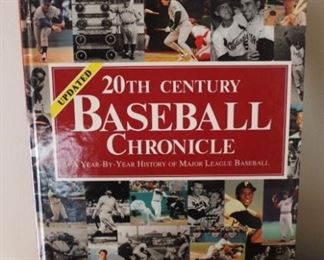 UPDATED
20TH CENTURY
BASEBALL
CHRONICLE
A YEAR-BY-YEAR HISTORY OF MAJOR LEAGUE BASEBALL